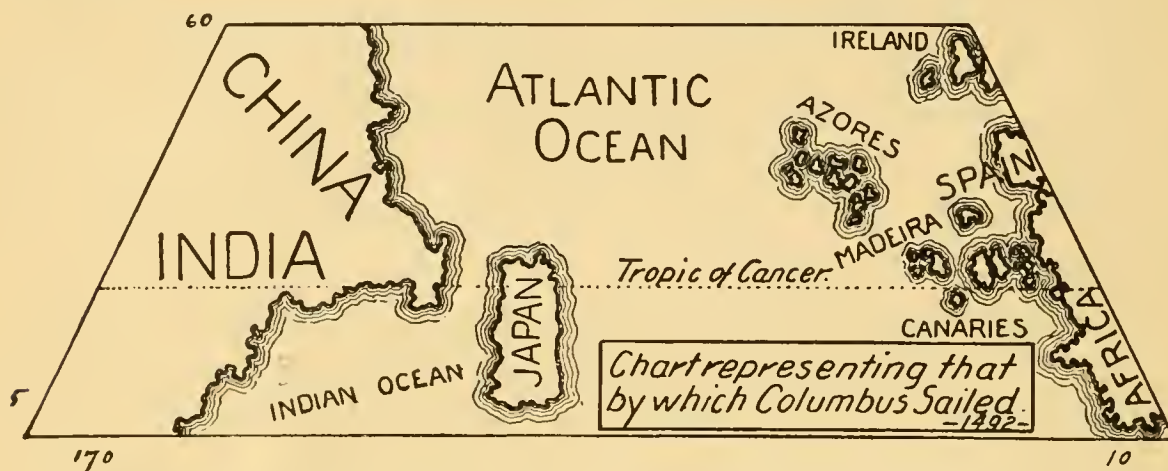 60
IRELAND
CHINA
ATLANTIC
OCEAN
AZORES
SPAIN
MADEIRA
INDIA
Tropic of Cancer.
JAPAN
CANARIES
AFRICA.
INDIAN OCEAN
Chart representing that
by which Columbus Sailed.
-1492-
5
170
10